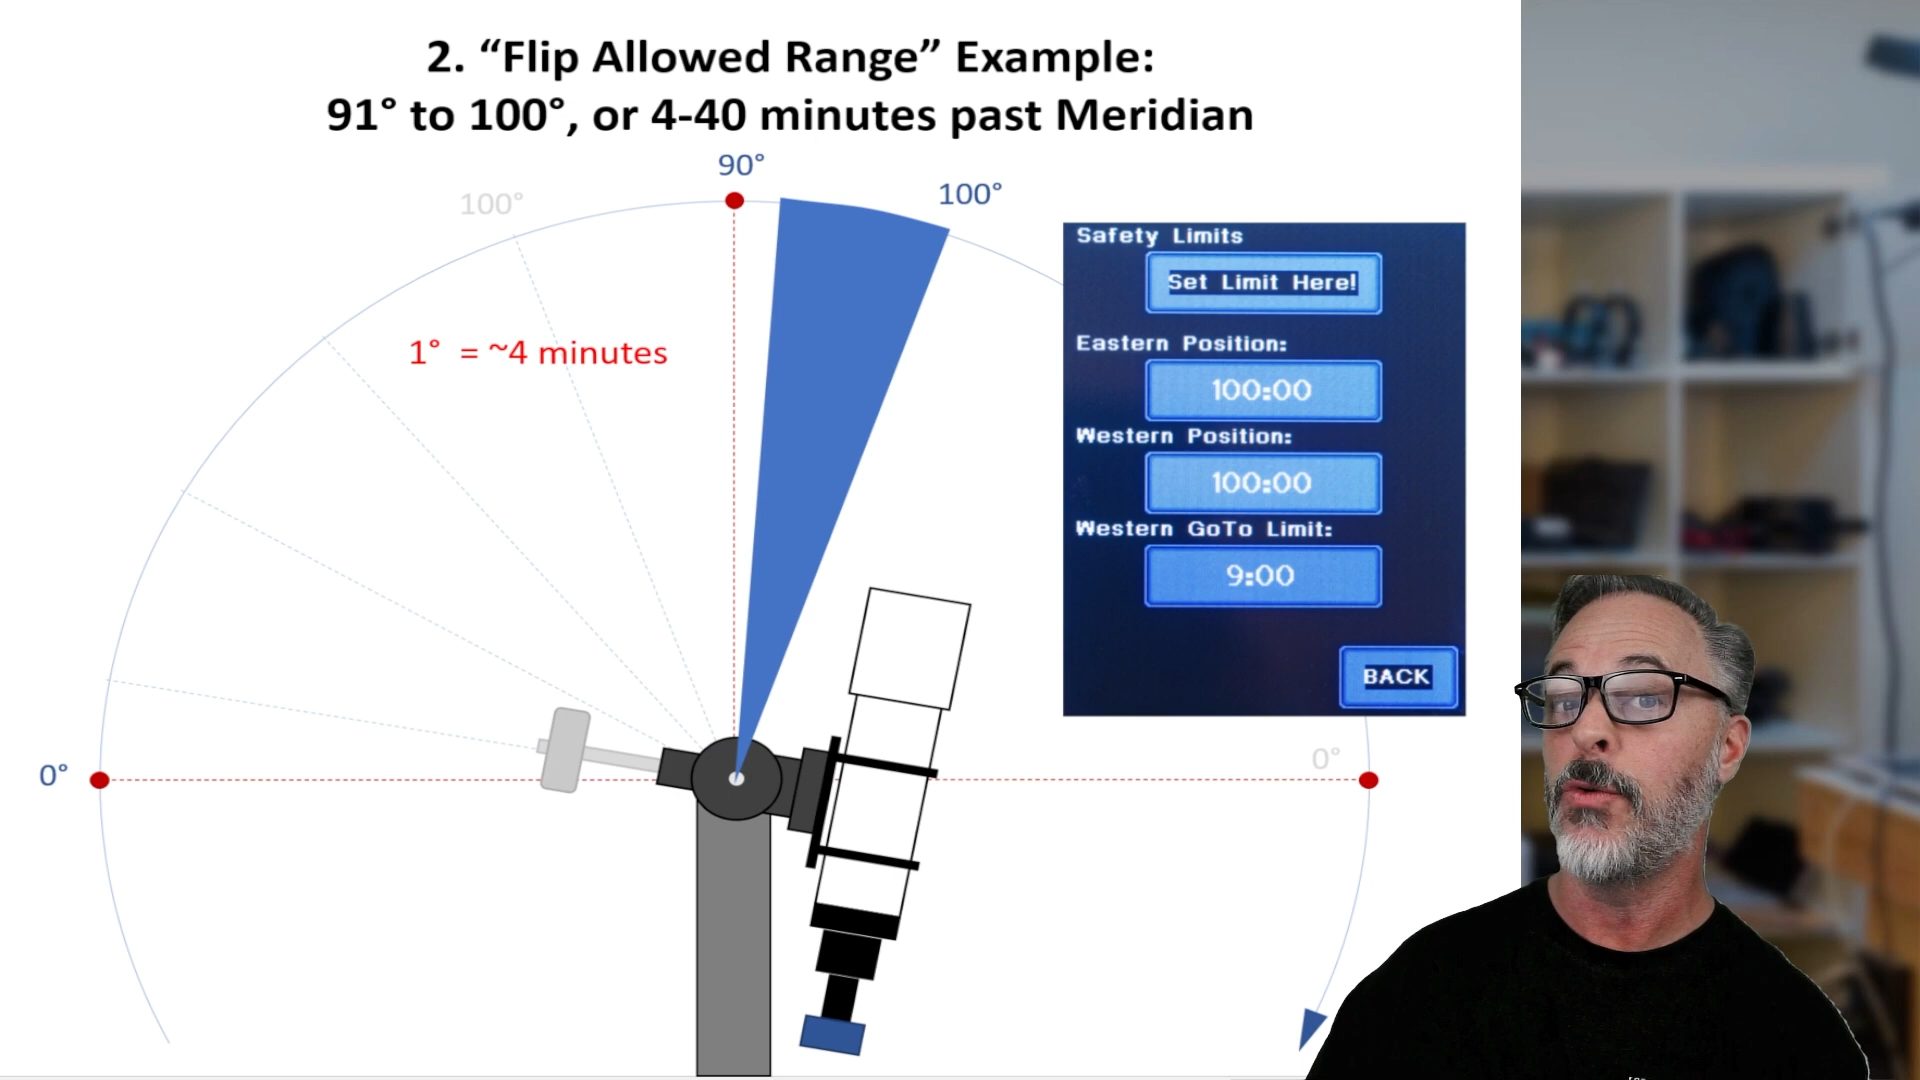 2. “Flip Allowed Range” Example:
91° to 100°, or 4-40 minutes past Meridian
90°
100°
100°
1° = ~4 minutes
0°
0°
Safety Limits
Set Limit Here!
Eastern Position:
100:00
Western Position:
100:00
Western GoTo Limit:
9:00
BACK